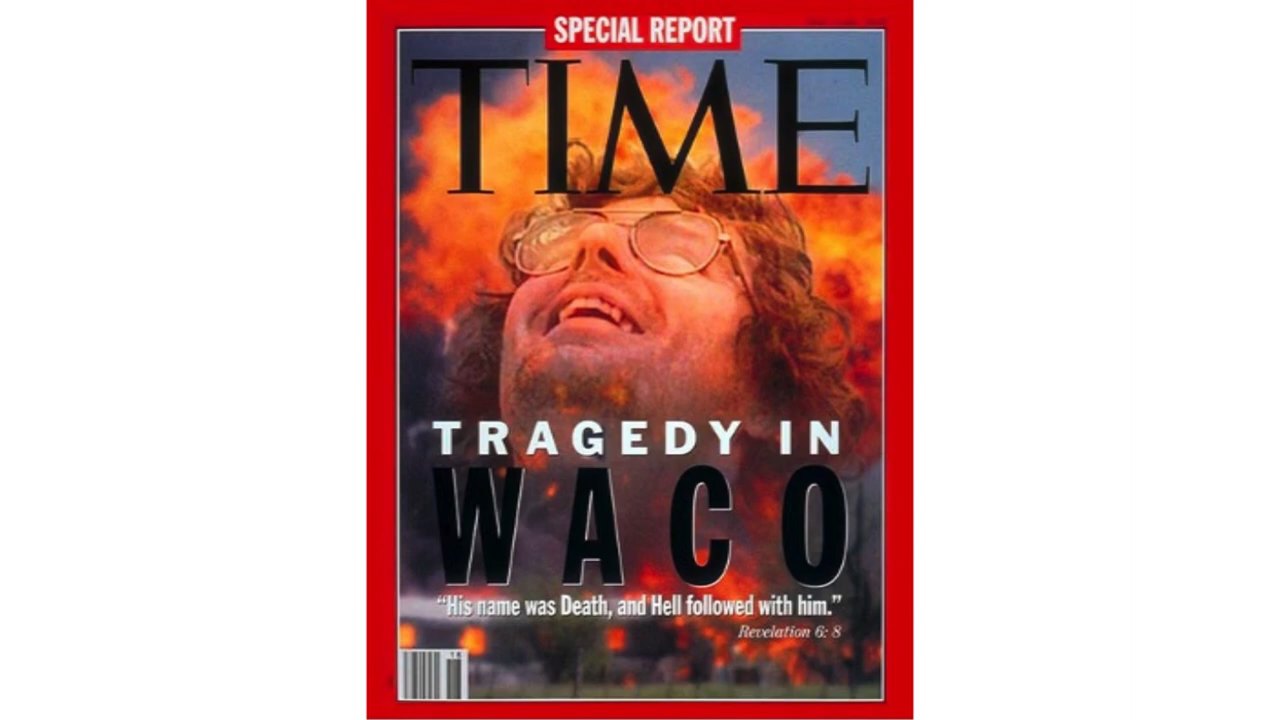 SPECIAL REPORT
TIME
TRAGEDY IN
WACO
“His name was Death, and Hell followed with him.”
Revelation 6: 8